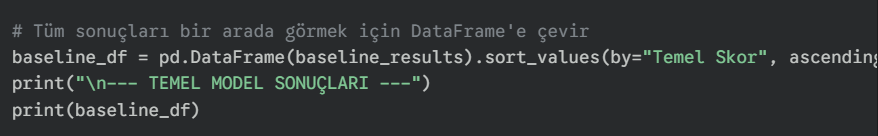 # Tüm sonuçları bir arada görmek için DataFrame'e çevir
baseline_df = pd.DataFrame(baseline_results).sort_values(by="Temel Skor", ascending
print("\n--- TEMEL MODEL SONUÇLARI ---")
print(baseline_df)